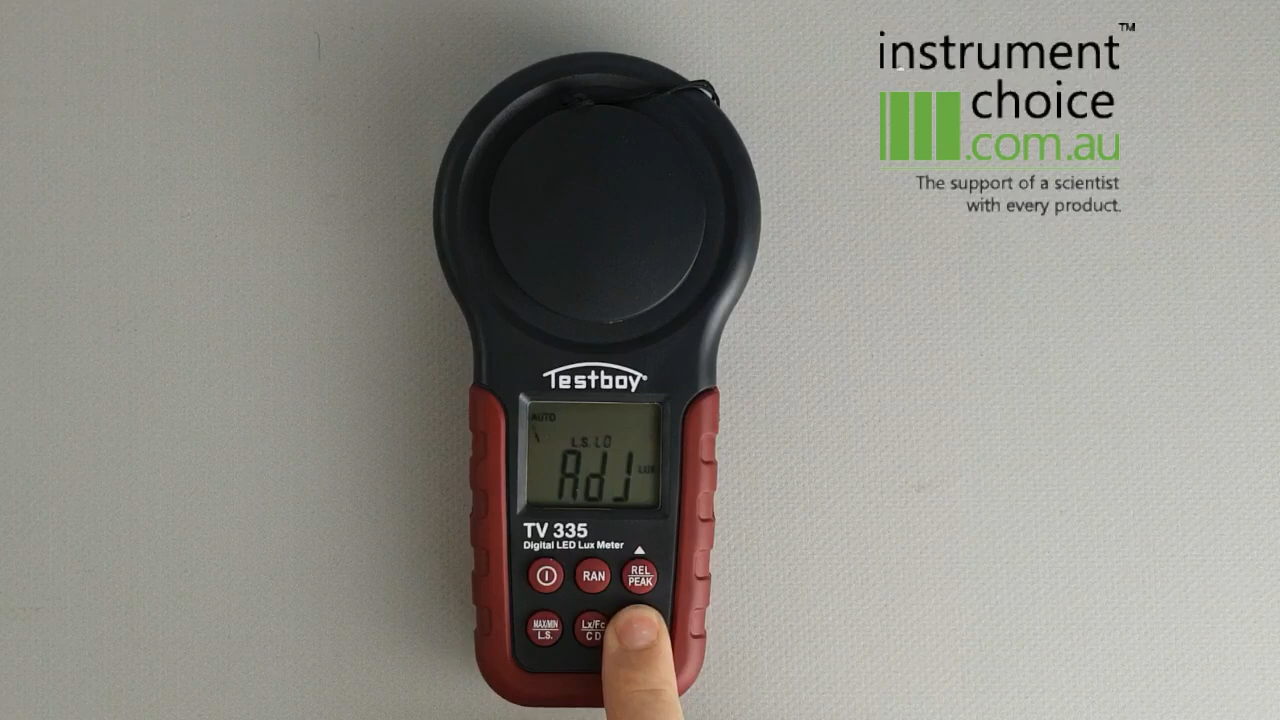 instrument™
choice
.com.au
The support of a scientist
with every product.
Testboy®
AUTO
L.S. LO
AdJ LUX
TV 335
Digital LED Lux Meter
RAN
REL
PEAK
MAX/MIN
L.S.
Lx/Fc
C D